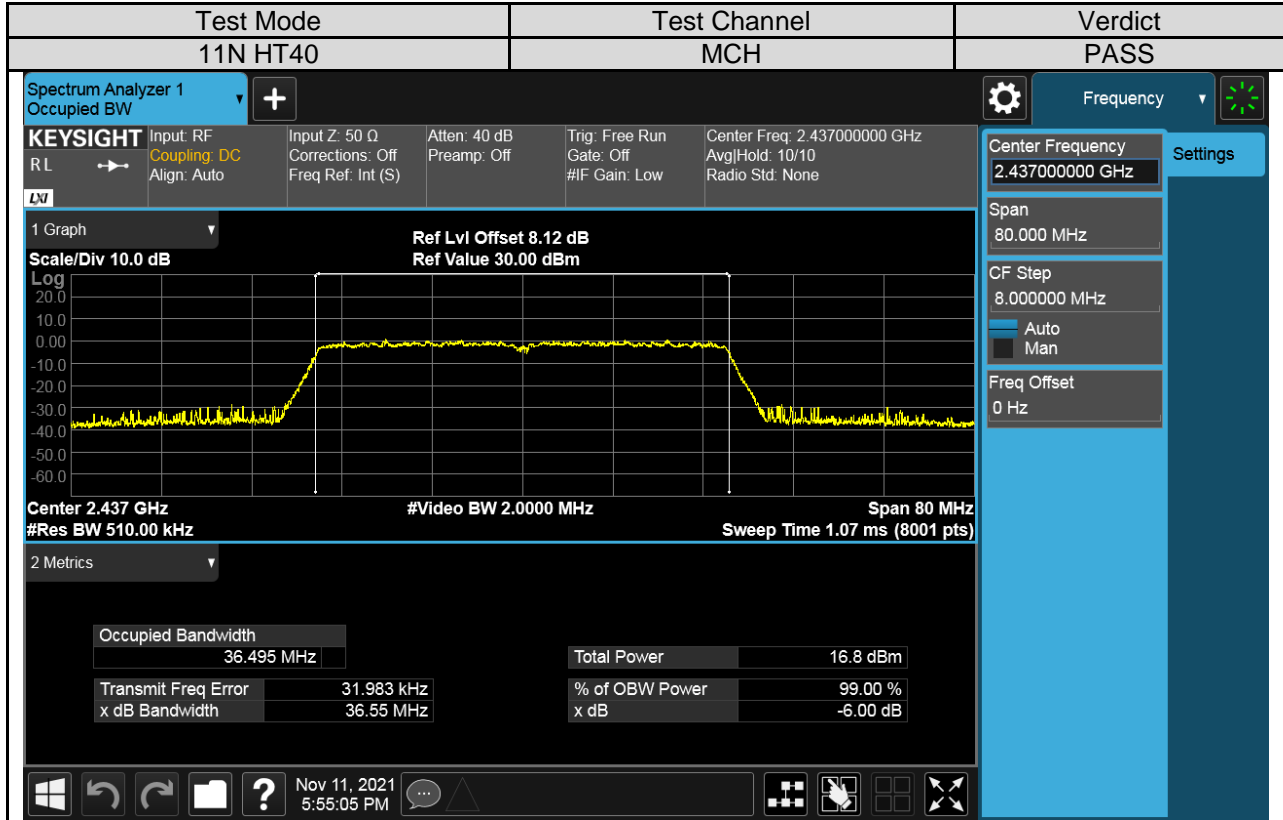 Test Mode Test Channel Verdict
11N HT40 MCH PASS
Spectrum Analyzer 1
Occupied BW
Frequency
KEYSIGHT Input: RF Input Z: 50 Ω Atten: 40 dB Trig: Free Run Center Freq: 2.437000000 GHz
R L Coupling: DC Corrections: Off Preamp: Off Gate: Off Avg|Hold: 10/10
Align: Auto Freq Ref: Int (S) #IF Gain: Low Radio Std: None
LXI
Center Frequency
2.437000000 GHz
Settings
Span
80.000 MHz
CF Step
8.000000 MHz
Auto
Man
Freq Offset
0 Hz
1 Graph
Ref Lvl Offset 8.12 dB
Scale/Div 10.0 dB Ref Value 30.00 dBm
Log
20.0
10.0
0.00
-10.0
-20.0
-30.0
-40.0
-50.0
-60.0
Center 2.437 GHz #Video BW 2.0000 MHz Span 80 MHz
#Res BW 510.00 kHz Sweep Time 1.07 ms (8001 pts)
2 Metrics
Occupied Bandwidth
36.495 MHz Total Power 16.8 dBm
Transmit Freq Error 31.983 kHz % of OBW Power 99.00 %
x dB Bandwidth 36.55 MHz x dB -6.00 dB
? Nov 11, 2021
5:55:05 PM